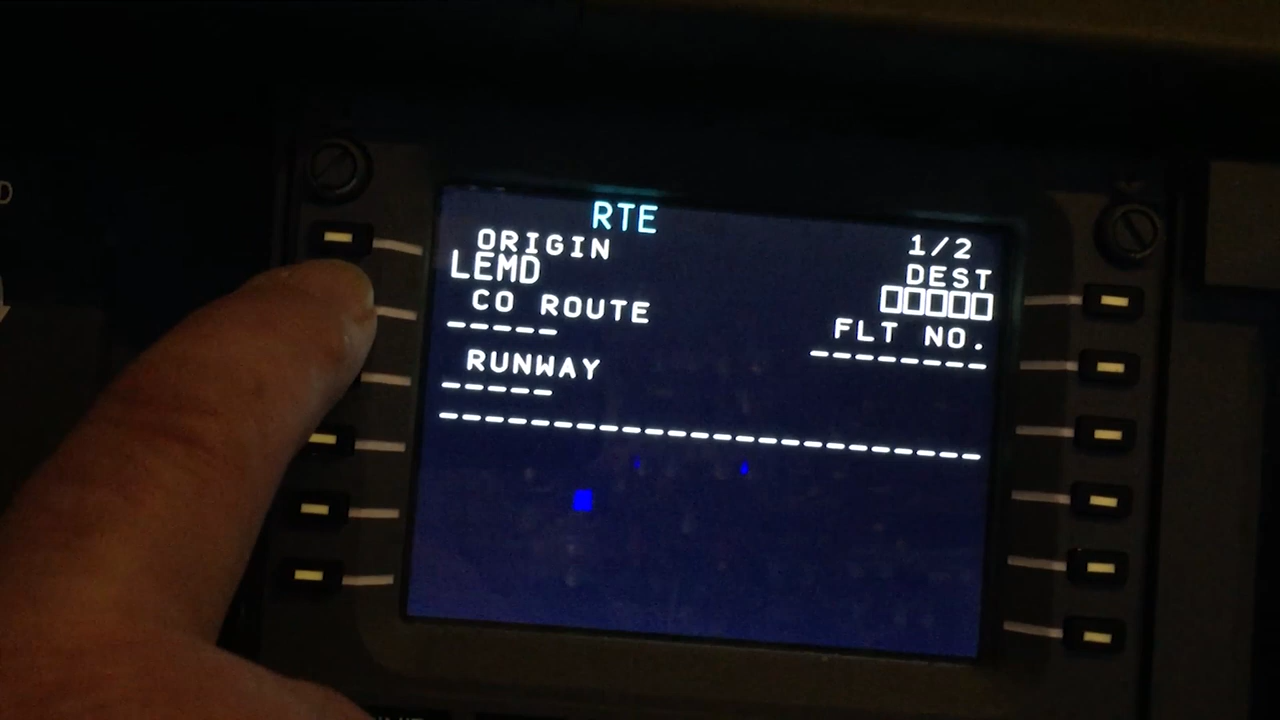 RTE
1/2
ORIGIN
DEST
LEMD
□□□□□
CO ROUTE
FLT NO.
-----
--------
RUNWAY
-----
------------------------
D